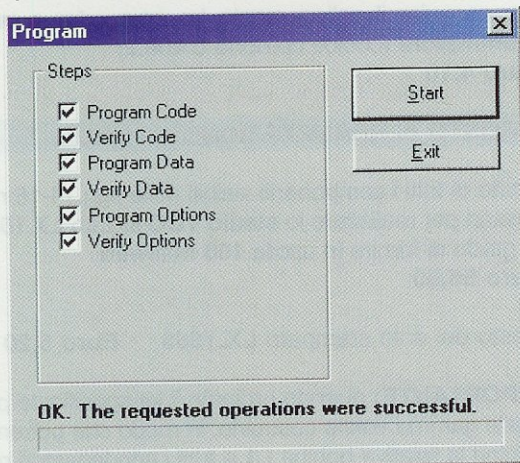 Program
Steps
Program Code
Verify Code
Program Data
Verify Data
Program Options
Verify Options
Start
Exit
OK. The requested operations were successful.